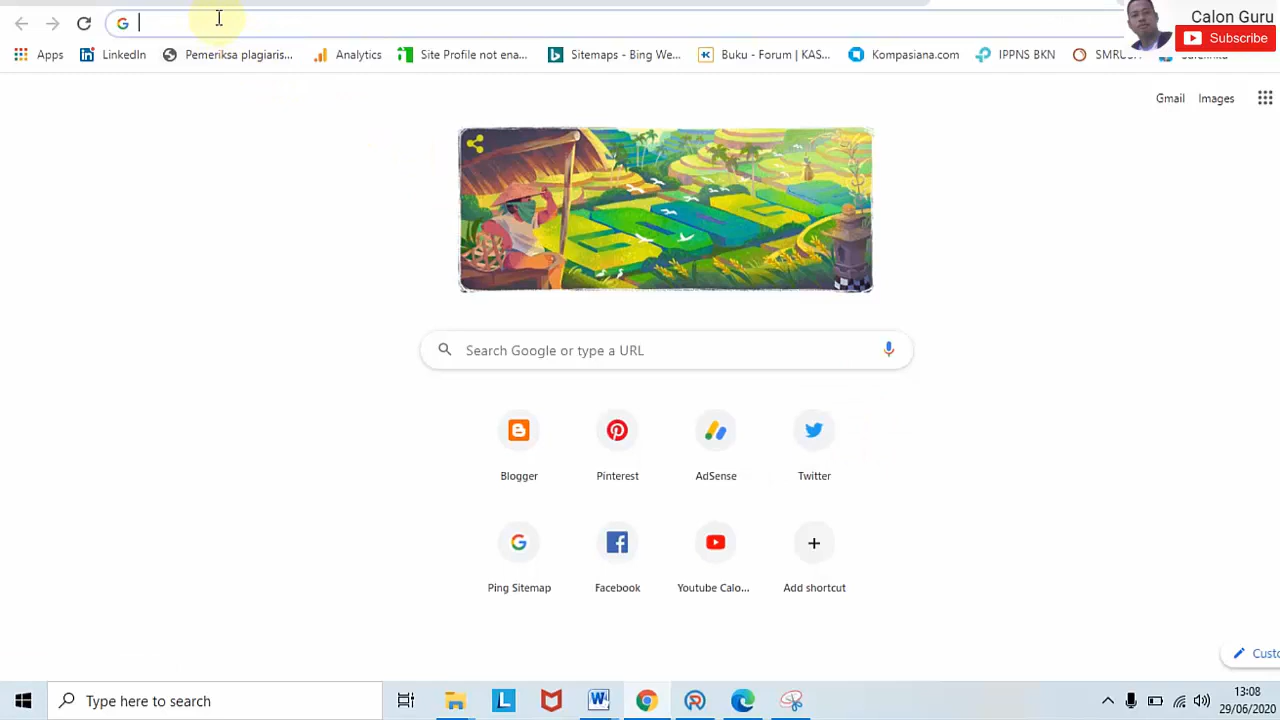 Calon Guru
Subscribe
Apps LinkedIn Pemeriksa plagiaris... Analytics Site Profile not ena... Sitemaps - Bing We... Buku - Forum | KAS... Kompasiana.com IPPNS BKN
Gmail Images
Search Google or type a URL
Blogger Pinterest AdSense Twitter
Ping Sitemap Facebook Youtube Calo... Add shortcut
Type here to search
13:08
29/06/2020